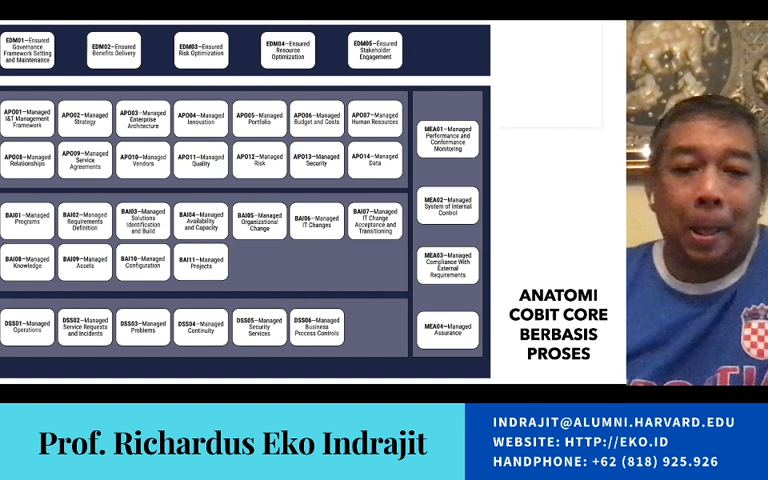 EDM01—Ensured
Governance
Framework Setting
and Maintenance
EDM02—Ensured
Benefits Delivery
EDM03—Ensured
Risk Optimization
EDM04—Ensured
Resource
Optimization
EDM05—Ensured
Stakeholder
Engagement
APO01—Managed
I&T Management
Framework
APO02—Managed
Strategy
APO03—Managed
Enterprise
Architecture
APO04—Managed
Innovation
APO05—Managed
Portfolio
APO06—Managed
Budget and Costs
APO07—Managed
Human Resources
APO08—Managed
Relationships
APO09—Managed
Service
Agreements
APO10—Managed
Vendors
APO11—Managed
Quality
APO12—Managed
Risk
APO13—Managed
Security
APO14—Managed
Data
BAI01—Managed
Programs
BAI02—Managed
Requirements
Definition
BAI03—Managed
Solutions
Identification
and Build
BAI04—Managed
Availability
and Capacity
BAI05—Managed
Organizational
Change
BAI06—Managed
IT Changes
BAI07—Managed
IT Change
Acceptance and
Transitioning
BAI08—Managed
Knowledge
BAI09—Managed
Assets
BAI10—Managed
Configuration
BAI11—Managed
Projects
DSS01—Managed
Operations
DSS02—Managed
Service Requests
and Incidents
DSS03—Managed
Problems
DSS04—Managed
Continuity
DSS05—Managed
Security
Services
DSS06—Managed
Business
Process Controls
MEA01—Managed
Performance and
Conformance
Monitoring
MEA02—Managed
System of Internal
Control
MEA03—Managed
Compliance With
External
Requirements
MEA04—Managed
Assurance
ANATOMI
COBIT CORE
BERBASIS
PROSES
Prof. Richardus Eko Indrajit
INDRAJIT@ALUMNI.HARVARD.EDU
WEBSITE: HTTP://EKO.ID
HANDPHONE: +62 (818) 925.926